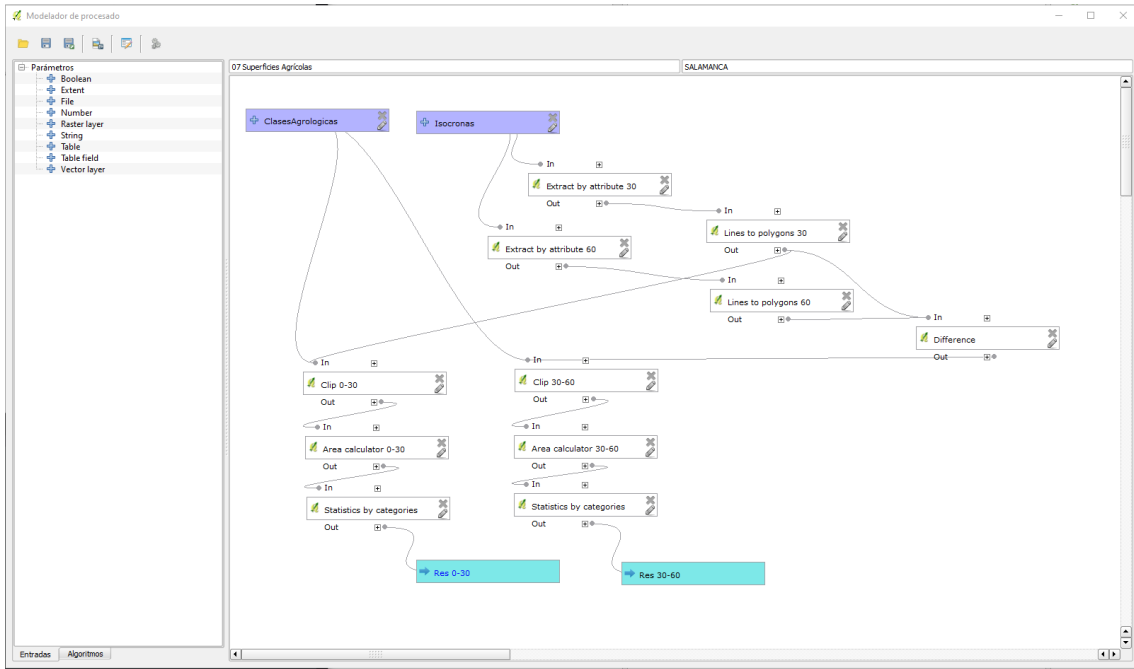 Modelador de procesado
Parámetros
Boolean
Extent
File
Number
Raster layer
String
Table
Table field
Vector layer
Entradas
Algoritmos
07 Superficies Agrícolas
SALAMANCA
ClasesAgrologicas
Isocronas
In
Extract by attribute 30
Out
In
Extract by attribute 60
Out
In
Lines to polygons 30
Out
In
Lines to polygons 60
Out
In
Difference
Out
In
Clip 0-30
Out
In
Clip 30-60
Out
In
Area calculator 0-30
Out
In
Area calculator 30-60
Out
In
Statistics by categories
Out
In
Statistics by categories
Out
Res 0-30
Res 30-60